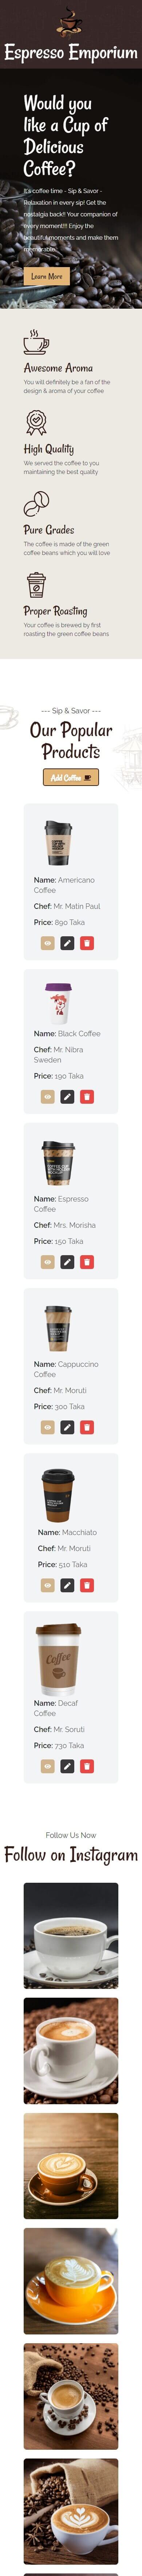 Espresso Emporium
Would you
like a Cup of
Delicious
Coffee?
It's coffee time - Sip & Savor -
Relaxation in every sip! Get the
nostalgia back!! Your companion of
every moment!!! Enjoy the
beautiful moments and make them
memorable.
Learn More
Awesome Aroma
You will definitely be a fan of the
design & aroma of your coffee
High Quality
We served the coffee to you
maintaining the best quality
Pure Grades
The coffee is made of the green
coffee beans which you will love
Proper Roasting
Your coffee is brewed by first
roasting the green coffee beans
--- Sip & Savor ---
Our Popular
Products
Add Coffee
Name: Americano
Coffee
Chef: Mr. Matin Paul
Price: 890 Taka
Name: Black Coffee
Chef: Mr. Nibra
Sweden
Price: 190 Taka
Name: Espresso
Coffee
Chef: Mrs. Morisha
Price: 150 Taka
Name: Cappuccino
Coffee
Chef: Mr. Moruti
Price: 300 Taka
Name: Macchiato
Chef: Mr. Moruti
Price: 510 Taka
Coffee
Name: Decaf
Coffee
Chef: Mr. Soruti
Price: 730 Taka
Follow Us Now
Follow on Instagram